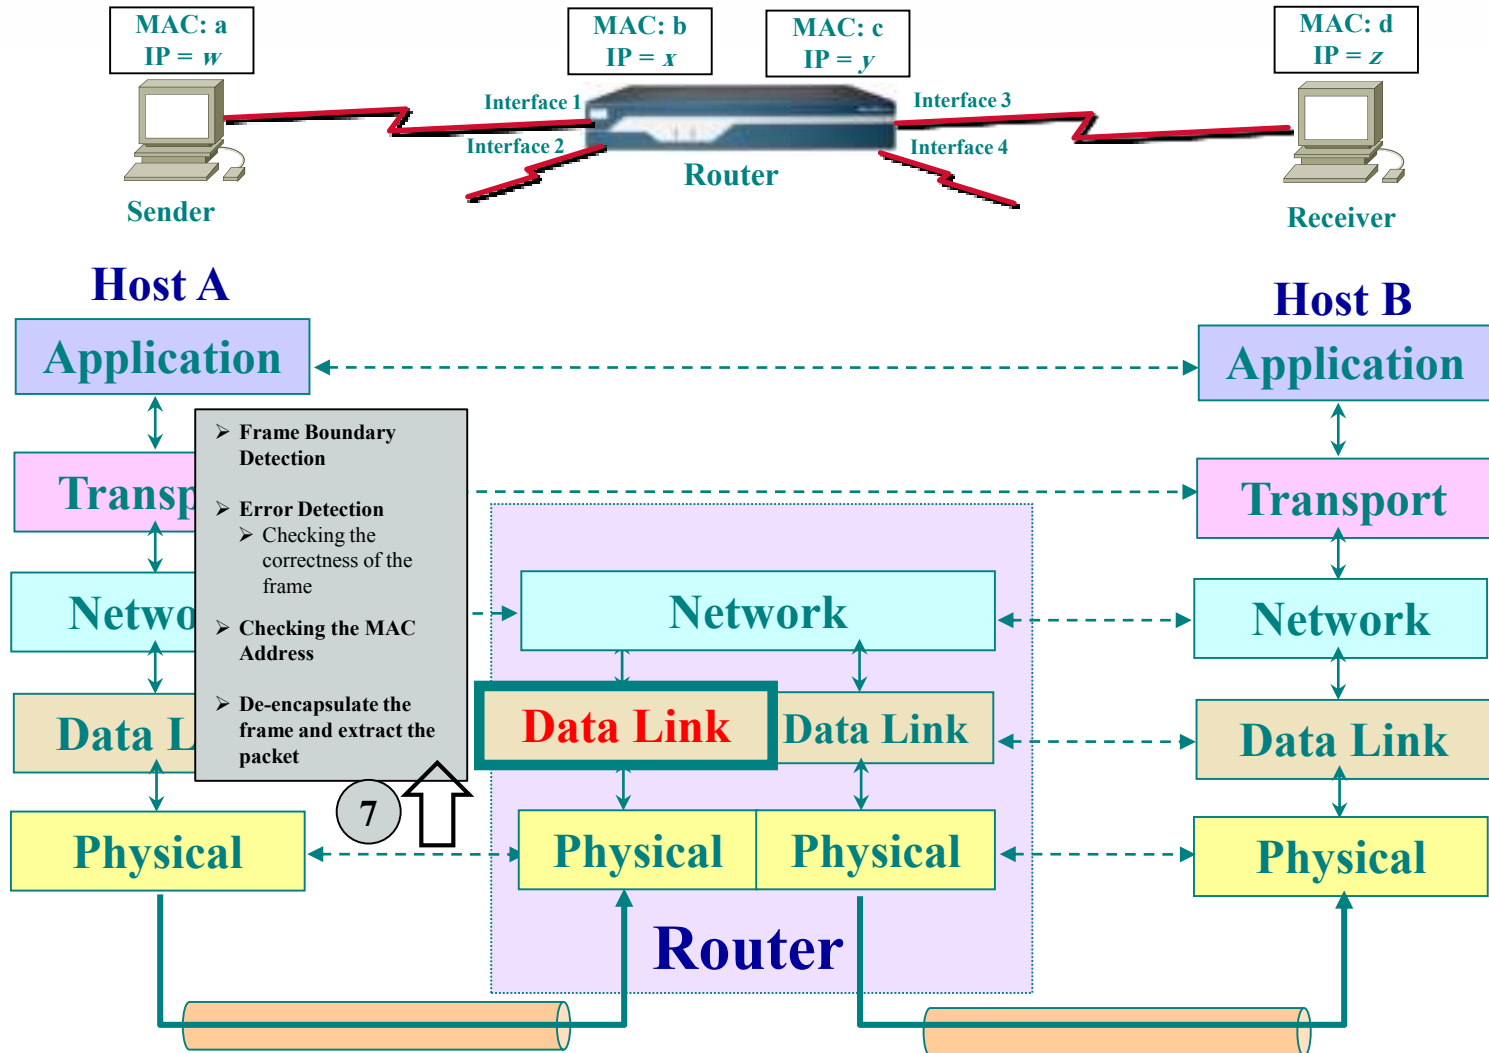 MAC: a
IP = w
MAC: b
IP = x
MAC: c
IP = y
MAC: d
IP = z
Interface 1
Interface 2
Interface 3
Interface 4
Router
Sender
Receiver
Host A
Host B
Application
Application
➢ Frame Boundary
Detection
➢ Error Detection
➢ Checking the
correctness of the
frame
➢ Checking the MAC
Address
➢ De-encapsulate the
frame and extract the
packet
Transp
Transport
Netwo
Network
Network
Data L
Data Link
Data Link
Data Link
7
Physical
Physical
Physical
Physical
Router